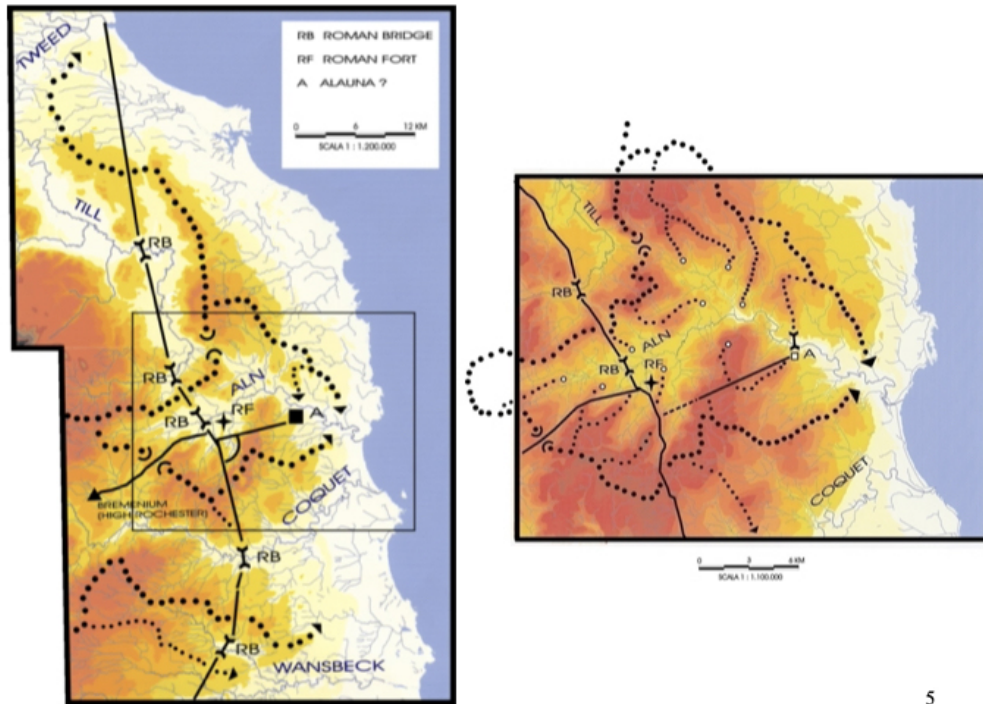 TWEED
RB ROMAN BRIDGE
RF ROMAN FORT
A ALAUNA ?
0 6 12 KM
SCALA 1 : 1.200.000
TILL
RB
RB
ALN
RB
RF
A
BREMENIUM
(HIGH ROCHESTER)
COQUET
RB
RB
WANSBECK
TILL
RB
ALN
RB
RF
A
COQUET
0 3 6 KM
SCALA 1 : 1.100.000
5